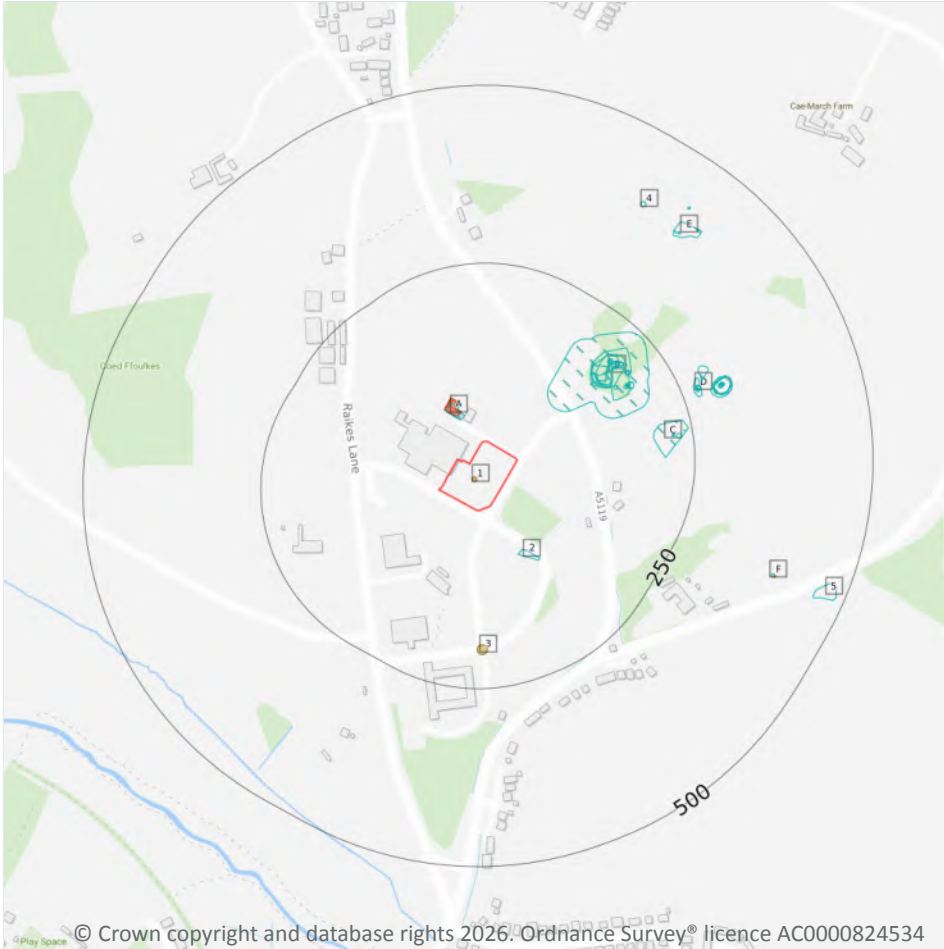 Cae-March Farm
4
E
Coed Ffoulkes
D
A
C
Raikes Lane
1
A5119
2
250
F
5
3
500
Play Space
© Crown copyright and database rights 2026. Ordnance Survey® licence AC0000824534